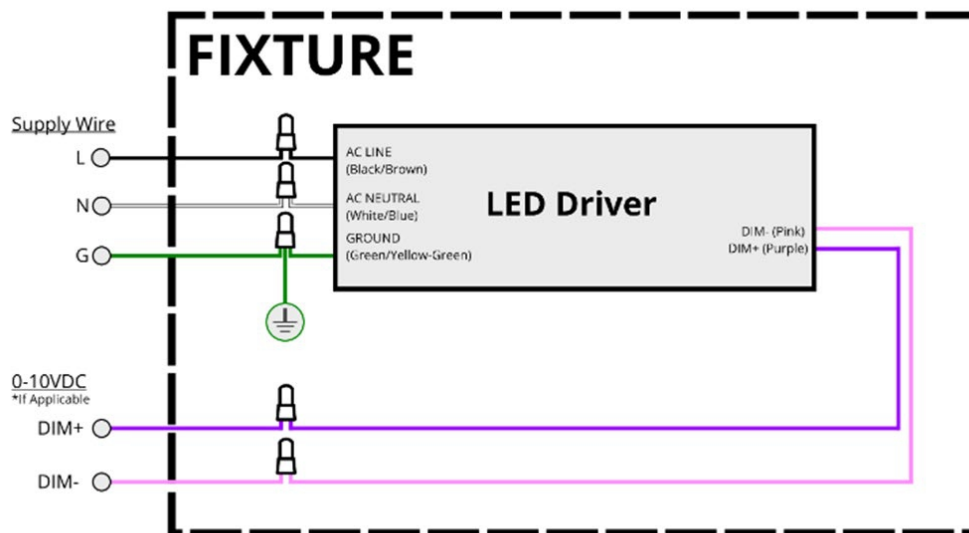 FIXTURE
Supply Wire
L
N
G
AC LINE
(Black/Brown)
AC NEUTRAL
(White/Blue)
GROUND
(Green/Yellow-Green)
LED Driver
DIM- (Pink)
DIM+ (Purple)
0-10VDC
*If Applicable
DIM+
DIM-